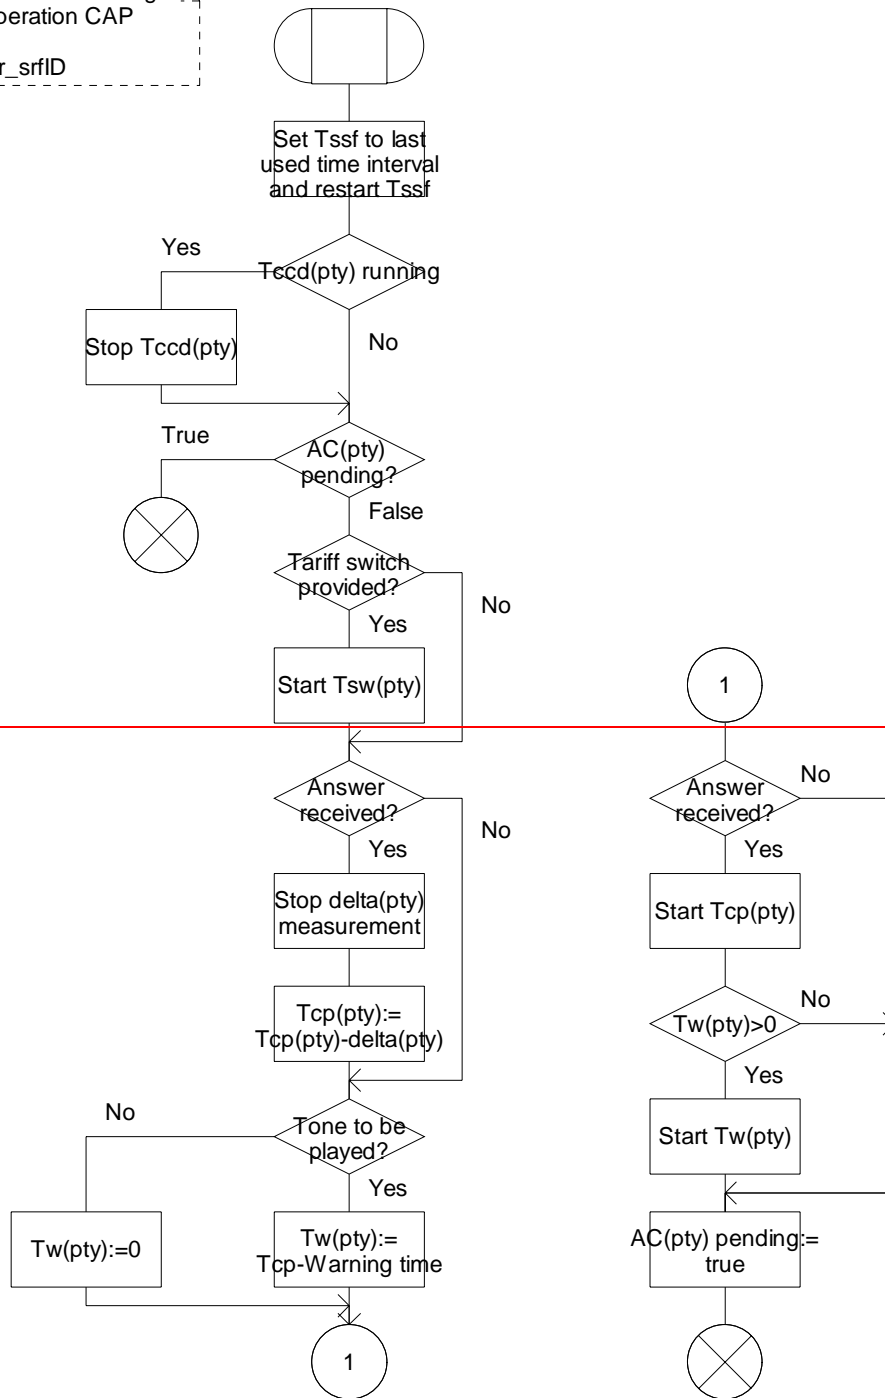 peration CAP
r_srfID
Set Tssf to last
used time interval
and restart Tssf
Yes
Tccd(pty) running
Stop Tccd(pty)
No
True
AC(pty)
pending?
False
Tariff switch
provided?
No
Yes
Start Tsw(pty)
Answer
received?
No
Yes
Stop delta(pty)
measurement
Tcp(pty):=
Tcp(pty)-delta(pty)
No
Tone to be
played?
Yes
Tw(pty):=0
Tw(pty):=
Tcp-Warning time
1
1
Answer
received?
No
Yes
Start Tcp(pty)
Tw(pty)>0
No
Yes
Start Tw(pty)
AC(pty) pending:=
true